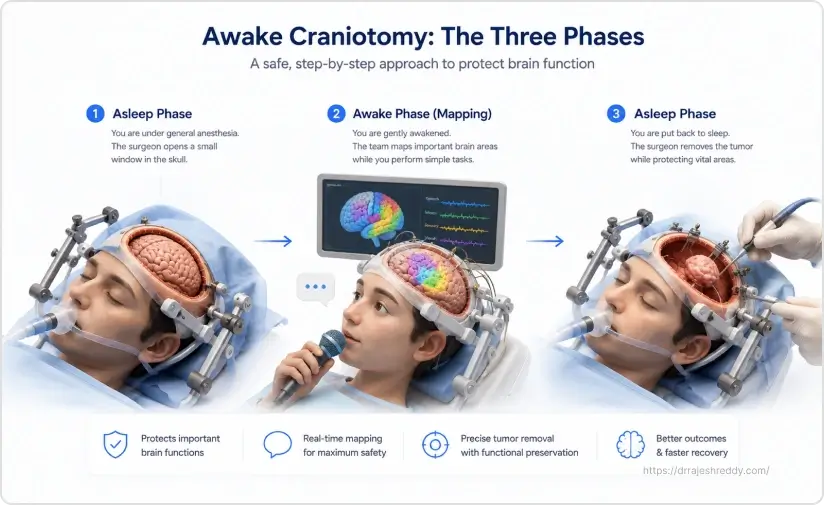 Awake Craniotomy: The Three Phases
A safe, step-by-step approach to protect brain function
1 Asleep Phase
You are under general anesthesia.
The surgeon opens a small
window in the skull.
2 Awake Phase (Mapping)
You are gently awakened.
The team maps important brain areas
while you perform simple tasks.
3 Asleep Phase
You are put back to sleep.
The surgeon removes the tumor
while protecting vital areas.
Protects important
brain functions
Real-time mapping
for maximum safety
Precise tumor removal
with functional preservation
Better outcomes
& faster recovery
https://drrajeshreddy.com/